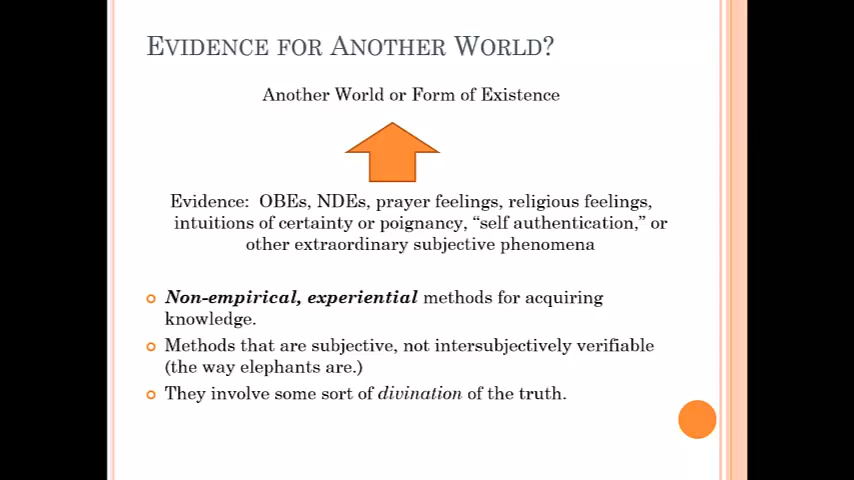 EVIDENCE FOR ANOTHER WORLD?
Another World or Form of Existence
Evidence: OBEs, NDEs, prayer feelings, religious feelings,
intuitions of certainty or poignancy, “self authentication,” or
other extraordinary subjective phenomena
Non-empirical, experiential methods for acquiring
knowledge.
Methods that are subjective, not intersubjectively verifiable
(the way elephants are.)
They involve some sort of divination of the truth.